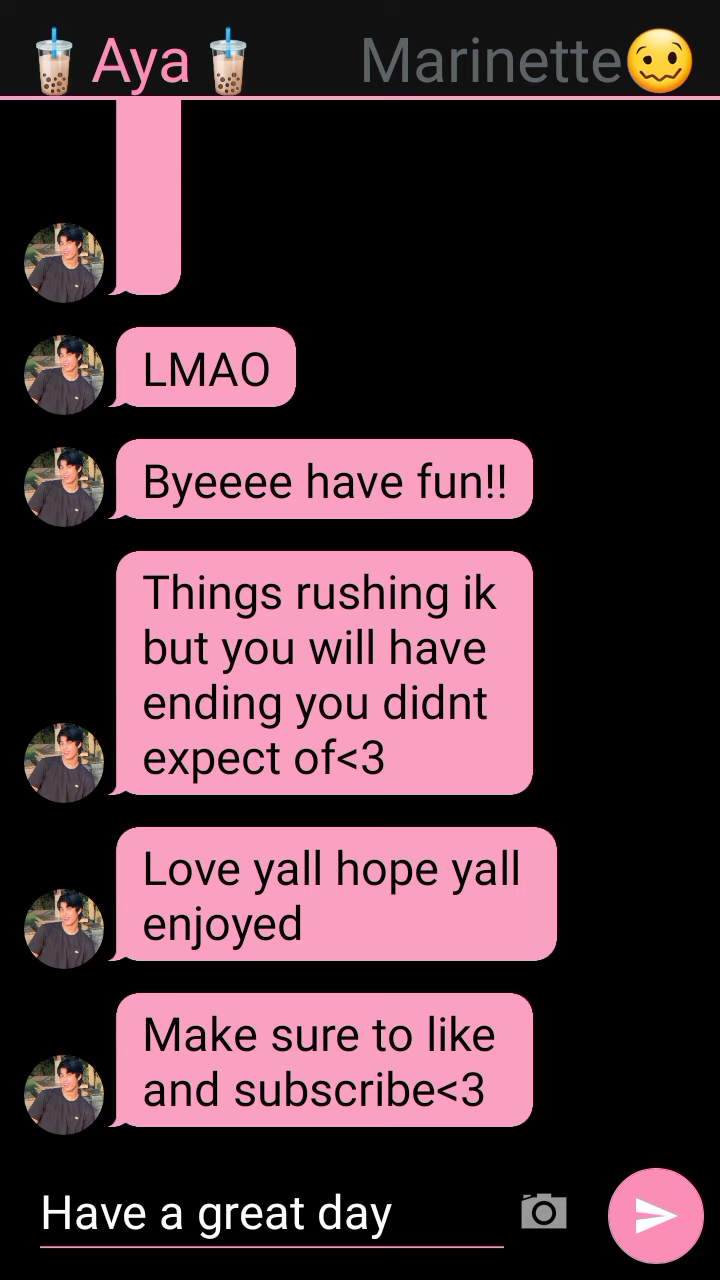 🧋 Aya 🧋 Marinette🥴
LMAO
Byeeee have fun!!
Things rushing ik
but you will have
ending you didnt
expect of<3
Love yall hope yall
enjoyed
Make sure to like
and subscribe<3
Have a great day